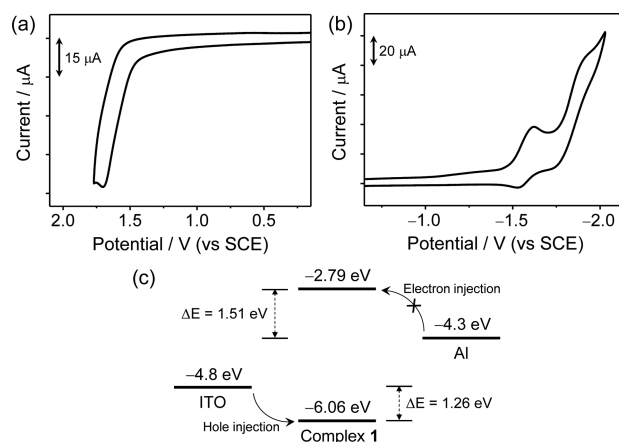 (a)
15 μA
Current / μA
2.0 1.5 1.0 0.5
Potential / V (vs SCE)
(b)
20 μA
Current / μA
−1.0 −1.5 −2.0
Potential / V (vs SCE)
(c)
−2.79 eV
Electron injection
ΔE = 1.51 eV
−4.3 eV
Al
−4.8 eV
ITO
Hole injection
−6.06 eV
Complex 1
ΔE = 1.26 eV